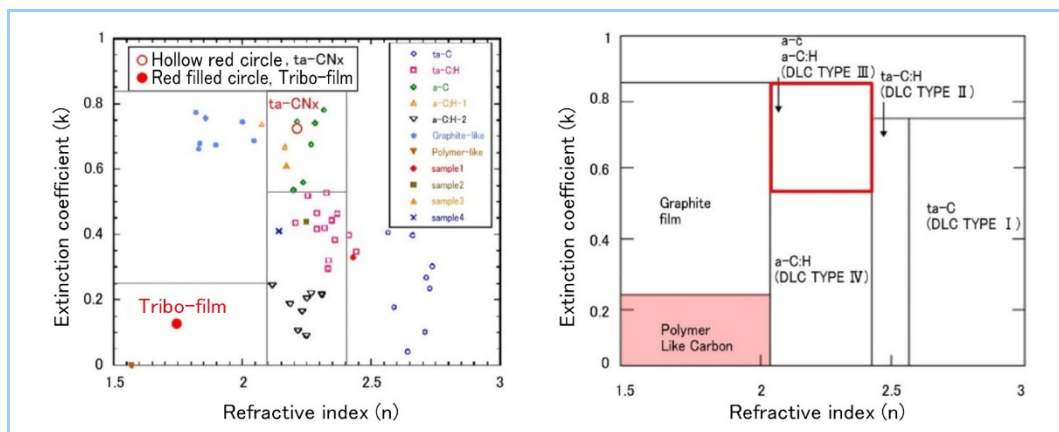 Hollow red circle, ta-CNx
Red filled circle, Tribo-film
ta-CNx
Tribo-film
ta-C
ta-C:H
a-C
a-C:H-1
a-C:H-2
Graphite-like
Polymer-like
sample1
sample2
sample3
sample4
Extinction coefficient (k)
1
0.8
0.6
0.4
0.2
0
1.5
2
2.5
3
Refractive index (n)
a-c
a-C:H
(DLC TYPE Ⅲ)
ta-C:H
(DLC TYPE Ⅱ)
Graphite
film
ta-C
(DLC TYPE Ⅰ)
a-C:H
(DLC TYPE Ⅳ)
Polymer
Like Carbon
Extinction coefficient (k)
1
0.8
0.6
0.4
0.2
0
1.5
2
2.5
3
Refractive index (n)